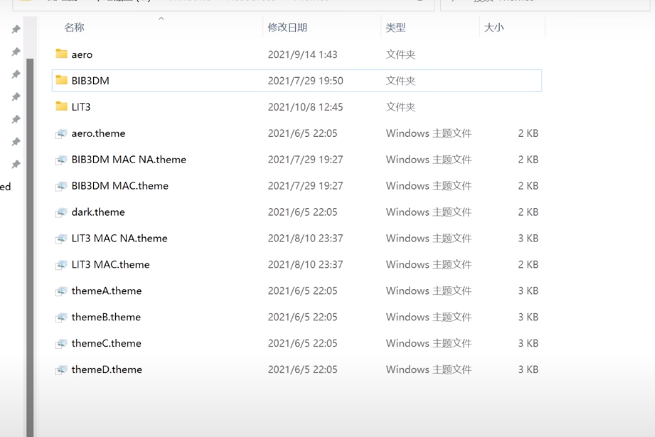 名称 修改日期 类型 大小
aero 2021/9/14 1:43 文件夹
BIB3DM 2021/7/29 19:50 文件夹
LIT3 2021/10/8 12:45 文件夹
aero.theme 2021/6/5 22:05 Windows 主题文件 2 KB
BIB3DM MAC NA.theme 2021/7/29 19:27 Windows 主题文件 2 KB
BIB3DM MAC.theme 2021/7/29 19:27 Windows 主题文件 2 KB
dark.theme 2021/6/5 22:05 Windows 主题文件 2 KB
ed
LIT3 MAC NA.theme 2021/8/10 23:37 Windows 主题文件 3 KB
LIT3 MAC.theme 2021/8/10 23:37 Windows 主题文件 2 KB
themeA.theme 2021/6/5 22:05 Windows 主题文件 3 KB
themeB.theme 2021/6/5 22:05 Windows 主题文件 3 KB
themeC.theme 2021/6/5 22:05 Windows 主题文件 3 KB
themeD.theme 2021/6/5 22:05 Windows 主题文件 3 KB